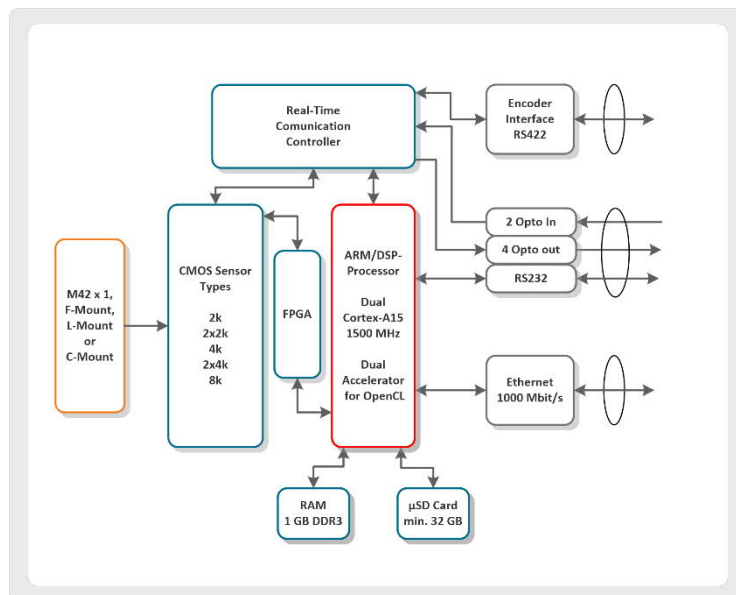 Real-Time
Comunication
Controller
Encoder
Interface
RS422
2 Opto In
4 Opto out
RS232
M42 x 1,
F-Mount,
L-Mount
or
C-Mount
CMOS Sensor
Types
2k
2x2k
4k
2x4k
8k
FPGA
ARM/DSP-
Processor
Dual
Cortex-A15
1500 MHz
Dual
Accelerator
for OpenCL
Ethernet
1000 Mbit/s
RAM
1 GB DDR3
µSD Card
min. 32 GB